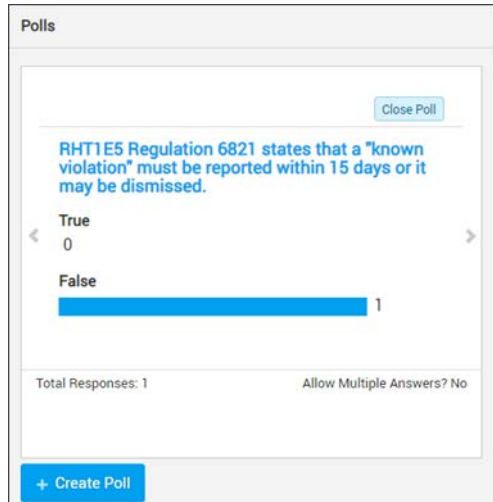 Polls
Close Poll
RHT1E5 Regulation 6821 states that a "known
violation" must be reported within 15 days or it
may be dismissed.
True
0
False
1
Total Responses: 1 Allow Multiple Answers? No
+ Create Poll